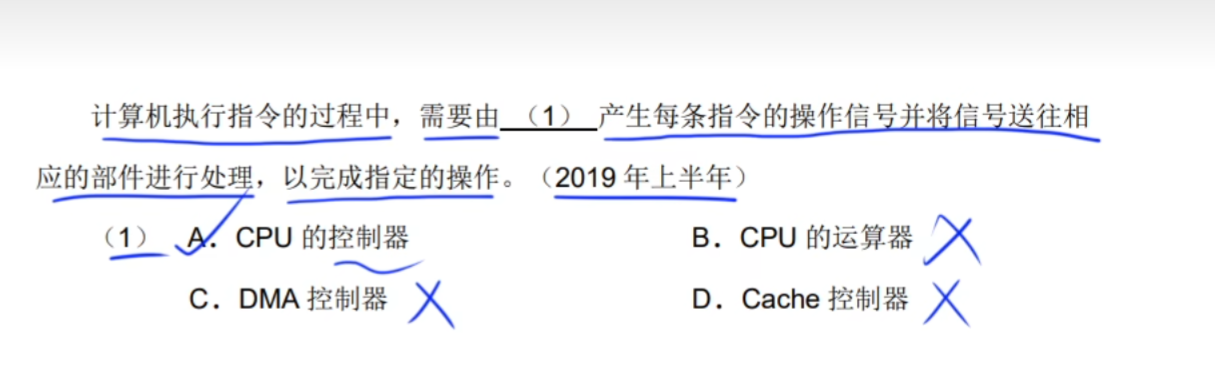 计算机执行指令的过程中，需要由 （1） 产生每条指令的操作信号并将信号送往相
应的部件进行处理，以完成指定的操作。（2019 年上半年）
（1） A．CPU 的控制器 B．CPU 的运算器
C．DMA 控制器 D．Cache 控制器